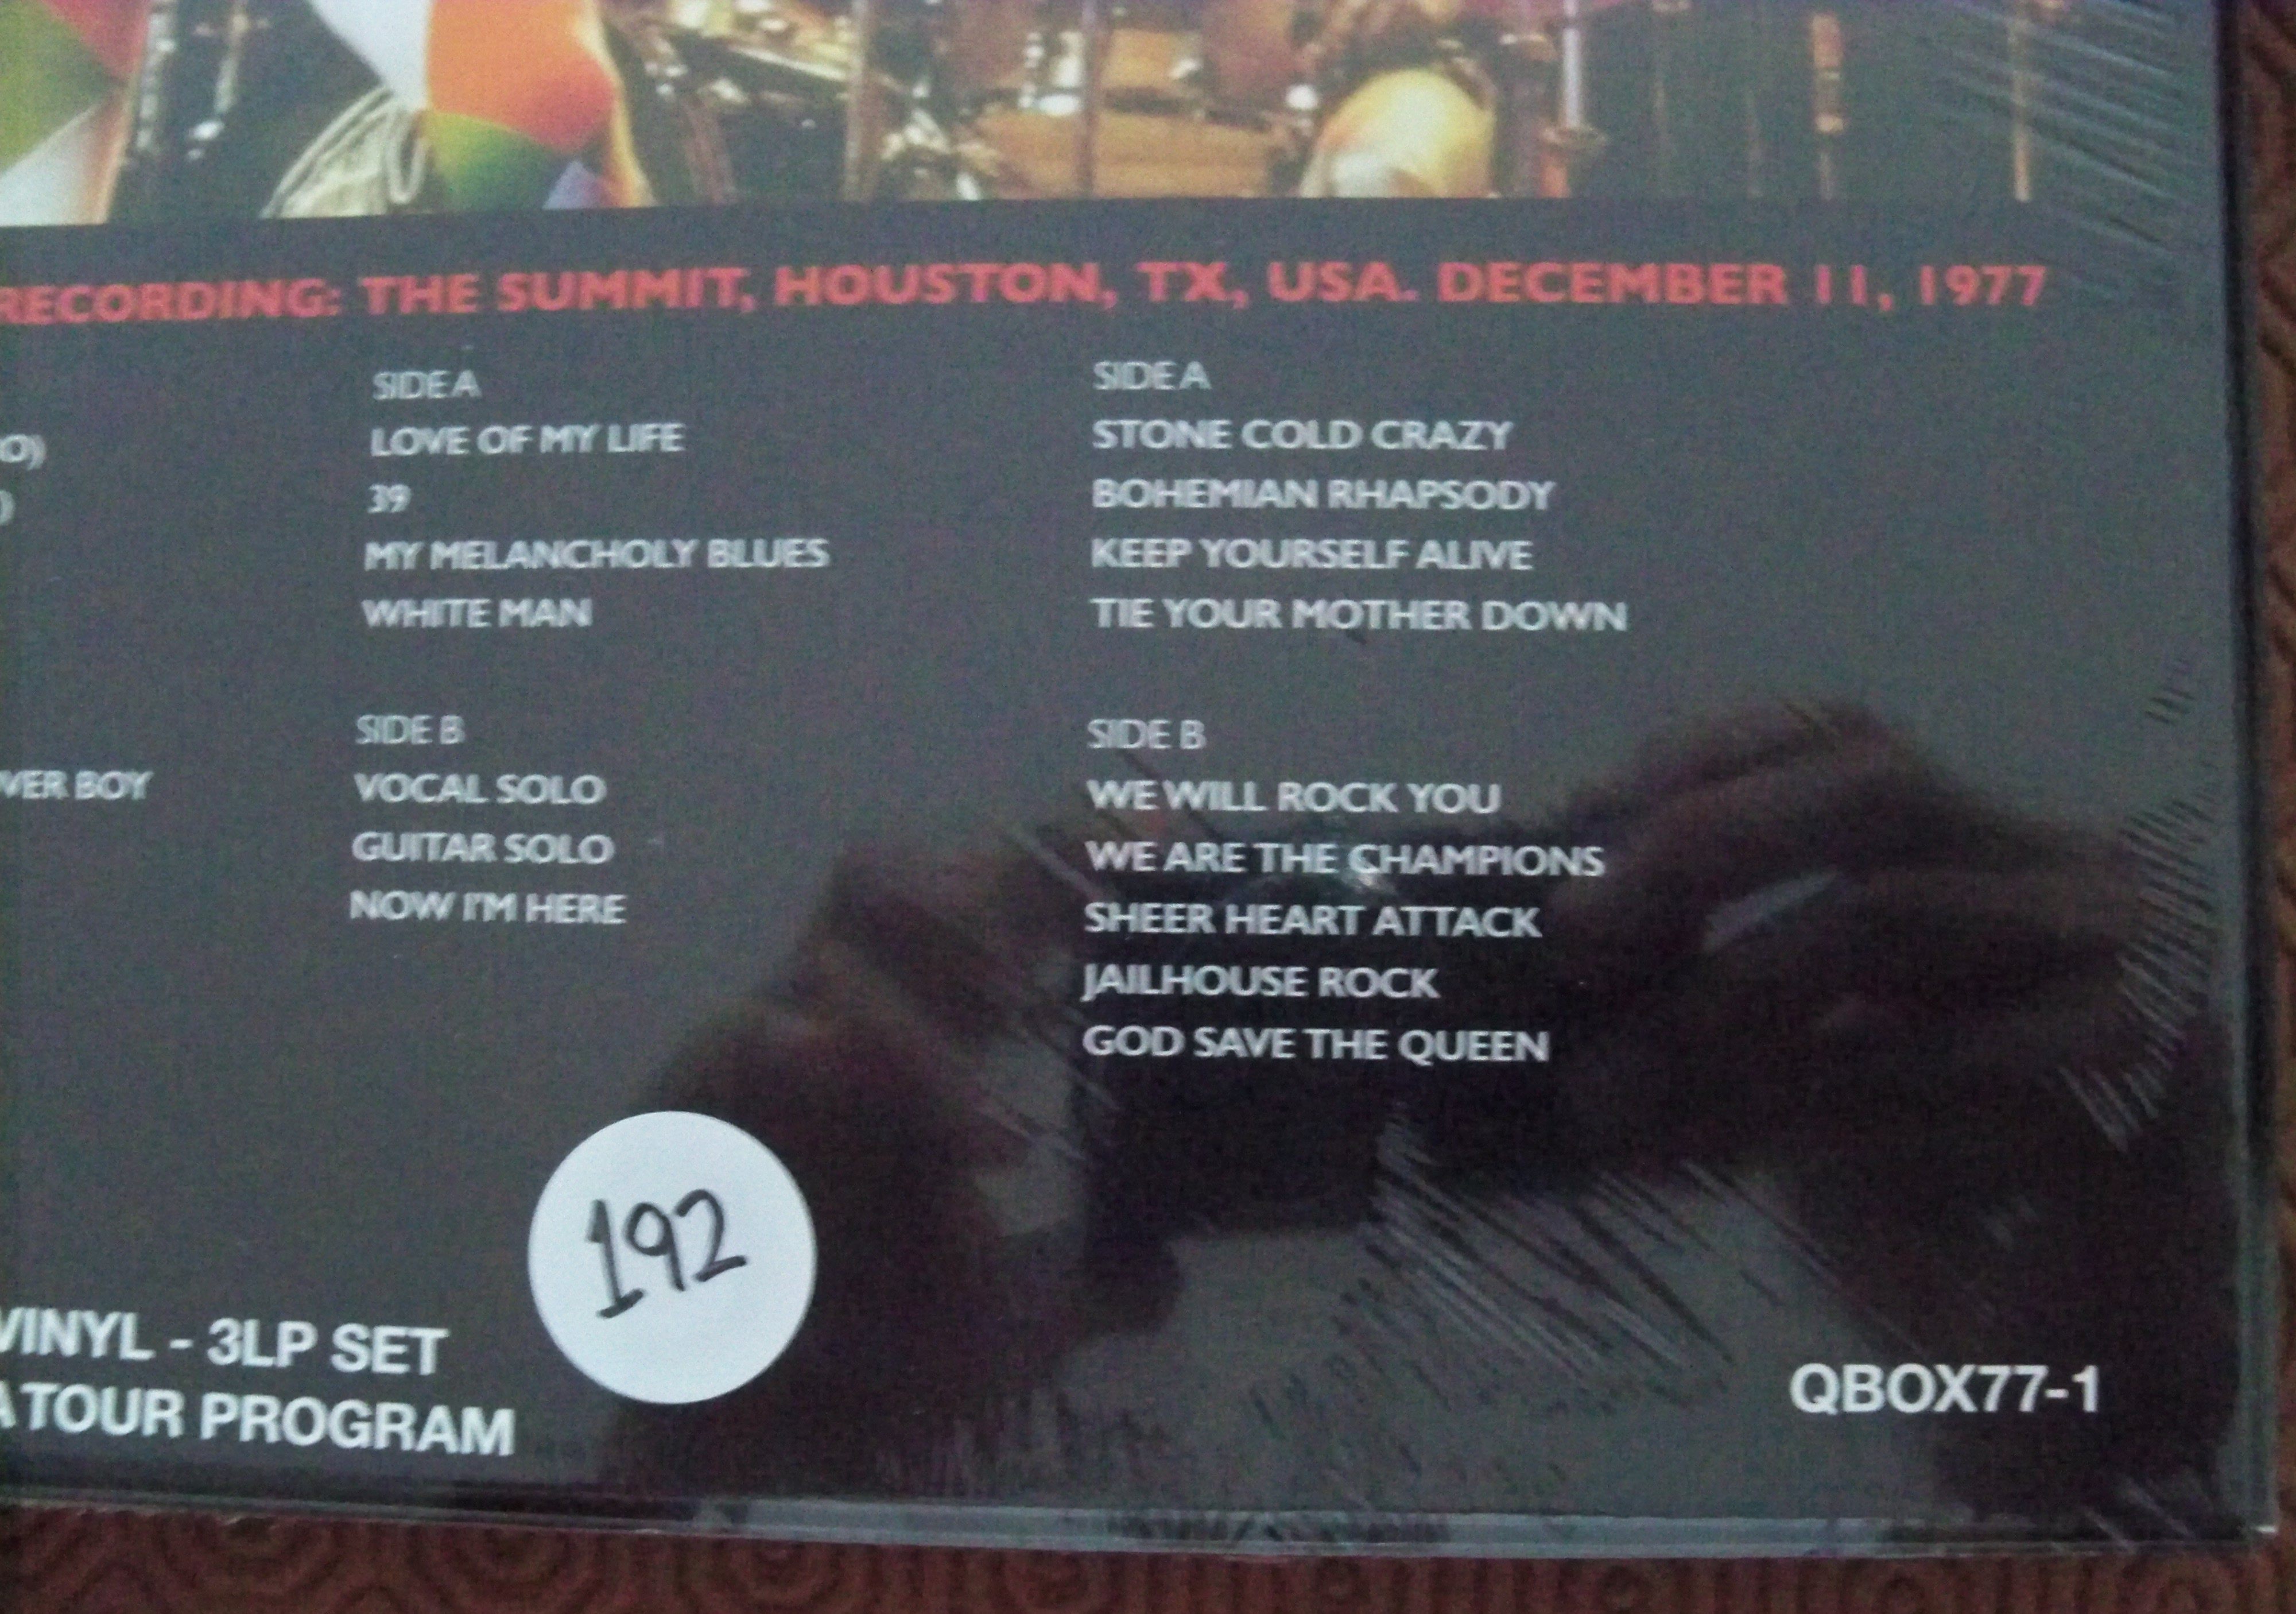 RECORDING: THE SUMMIT, HOUSTON, TX, USA. DECEMBER 11, 1977
O)
)
VER BOY
SIDE A
LOVE OF MY LIFE
39
MY MELANCHOLY BLUES
WHITE MAN
SIDE B
VOCAL SOLO
GUITAR SOLO
NOW I'M HERE
SIDE A
STONE COLD CRAZY
BOHEMIAN RHAPSODY
KEEP YOURSELF ALIVE
TIE YOUR MOTHER DOWN
SIDE B
WE WILL ROCK YOU
WE ARE THE CHAMPIONS
SHEER HEART ATTACK
JAILHOUSE ROCK
GOD SAVE THE QUEEN
192
VINYL - 3LP SET
A TOUR PROGRAM
QBOX77-1